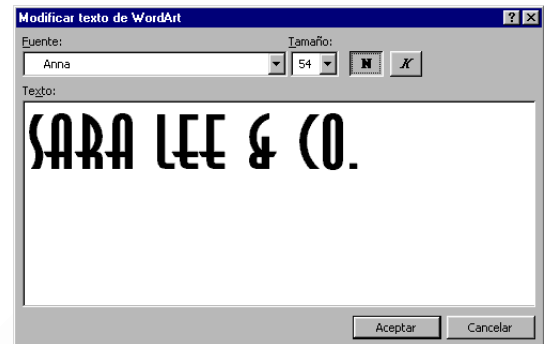 Modificar texto de WordArt
Fuente: Tamaño:
Anna 54 N K
Texto:
SARA LEE & CO.
Aceptar Cancelar